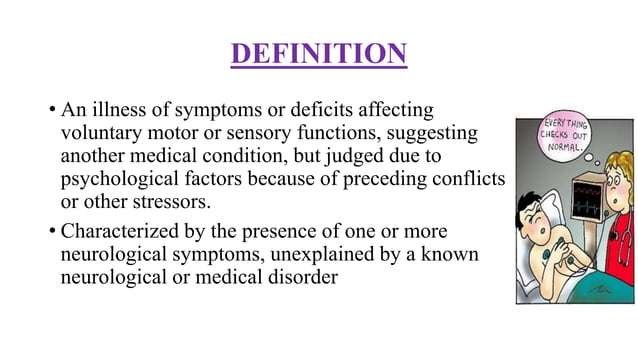 DEFINITION
• An illness of symptoms or deficits affecting
voluntary motor or sensory functions, suggesting
another medical condition, but judged due to
psychological factors because of preceding conflicts
or other stressors.
• Characterized by the presence of one or more
neurological symptoms, unexplained by a known
neurological or medical disorder
EVERY THING
CHECKS OUT
NORMAL.